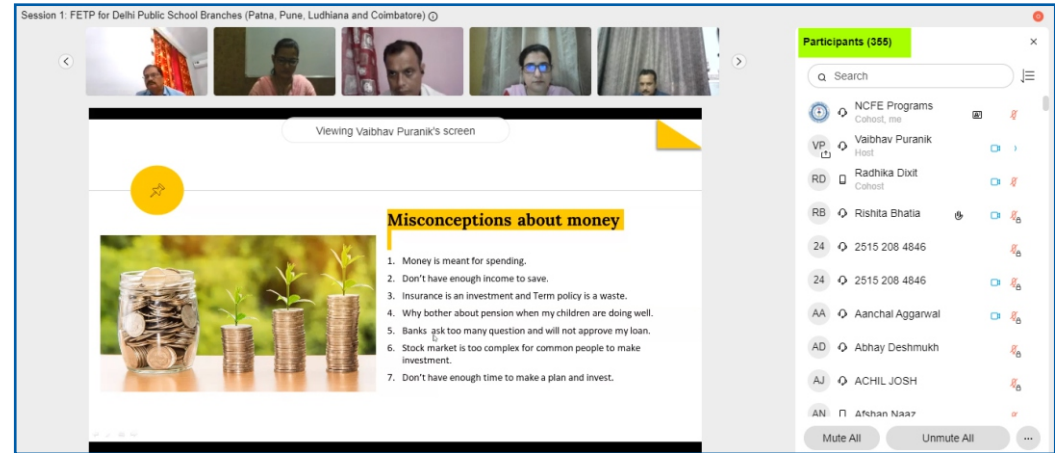 Session 1: FETP for Delhi Public School Branches (Patna, Pune, Ludhiana and Coimbatore)
Viewing Vaibhav Puranik's screen
Misconceptions about money
1. Money is meant for spending.
2. Don't have enough income to save.
3. Insurance is an investment and Term policy is a waste.
4. Why bother about pension when my children are doing well.
5. Banks ask too many question and will not approve my loan.
6. Stock market is too complex for common people to make
investment.
7. Don't have enough time to make a plan and invest.
Participants (355)
Search
NCFE Programs
Cohost, me
VP Vaibhav Puranik
Host
RD Radhika Dixit
Cohost
RB Rishita Bhatia
24 2515 208 4846
24 2515 208 4846
AA Aanchal Aggarwal
AD Abhay Deshmukh
AJ ACHIL JOSH
AN Afshan Naaz
Mute All Unmute All ...